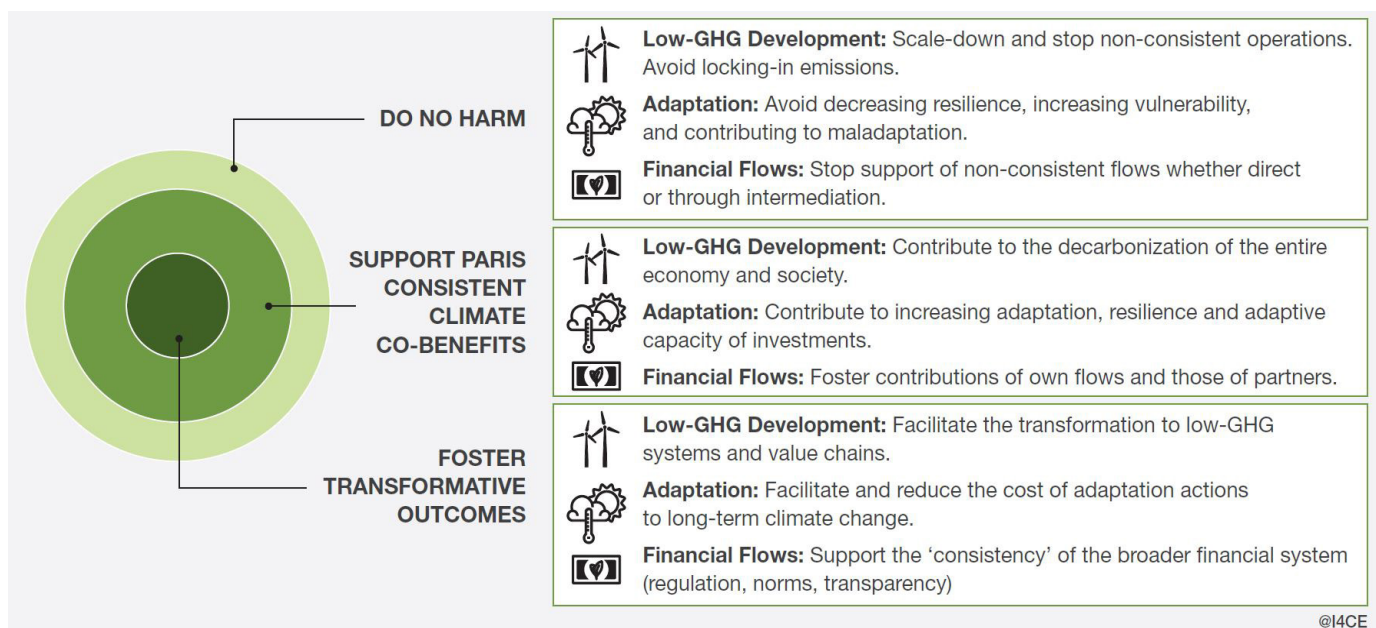 DO NO HARM
Low-GHG Development: Scale-down and stop non-consistent operations.
Avoid locking-in emissions.
Adaptation: Avoid decreasing resilience, increasing vulnerability,
and contributing to maladaptation.
Financial Flows: Stop support of non-consistent flows whether direct
or through intermediation.
SUPPORT PARIS
CONSISTENT
CLIMATE
CO-BENEFITS
Low-GHG Development: Contribute to the decarbonization of the entire
economy and society.
Adaptation: Contribute to increasing adaptation, resilience and adaptive
capacity of investments.
Financial Flows: Foster contributions of own flows and those of partners.
FOSTER
TRANSFORMATIVE
OUTCOMES
Low-GHG Development: Facilitate the transformation to low-GHG
systems and value chains.
Adaptation: Facilitate and reduce the cost of adaptation actions
to long-term climate change.
Financial Flows: Support the ‘consistency’ of the broader financial system
(regulation, norms, transparency)
@I4CE